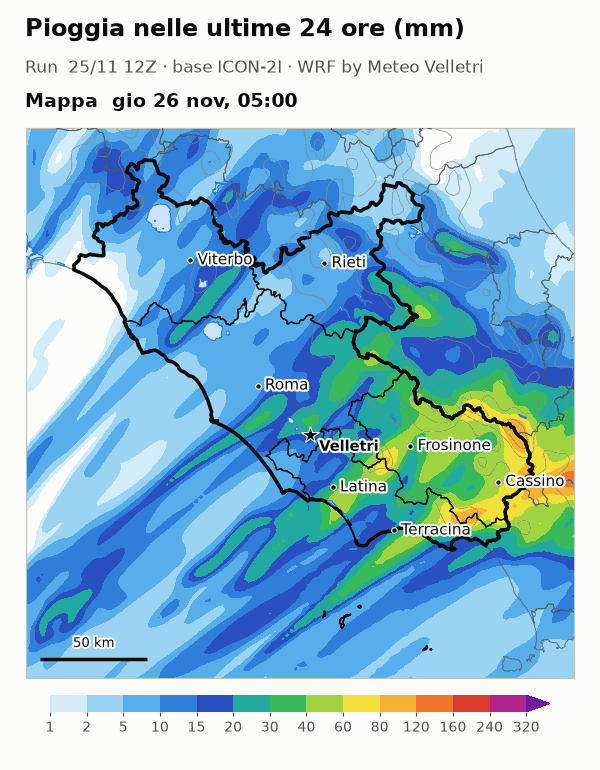 Pioggia nelle ultime 24 ore (mm)
Run 25/11 12Z · base ICON-2I · WRF by Meteo Velletri
Mappa gio 26 nov, 05:00
Viterbo
Rieti
Roma
Velletri
Frosinone
Cassino
Latina
Terracina
50 km
1 2 5 10 15 20 30 40 60 80 120 160 240 320